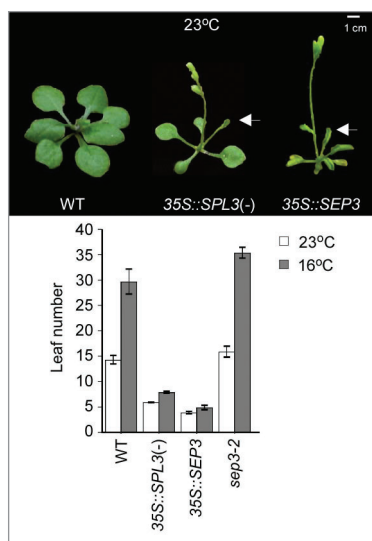 23ºC
1 cm
WT
35S::SPL3(-)
35S::SEP3
40
35
30
25
20
15
10
5
0
Leaf number
23ºC
16ºC
WT
35S::SPL3(-)
35S::SEP3
sep3-2